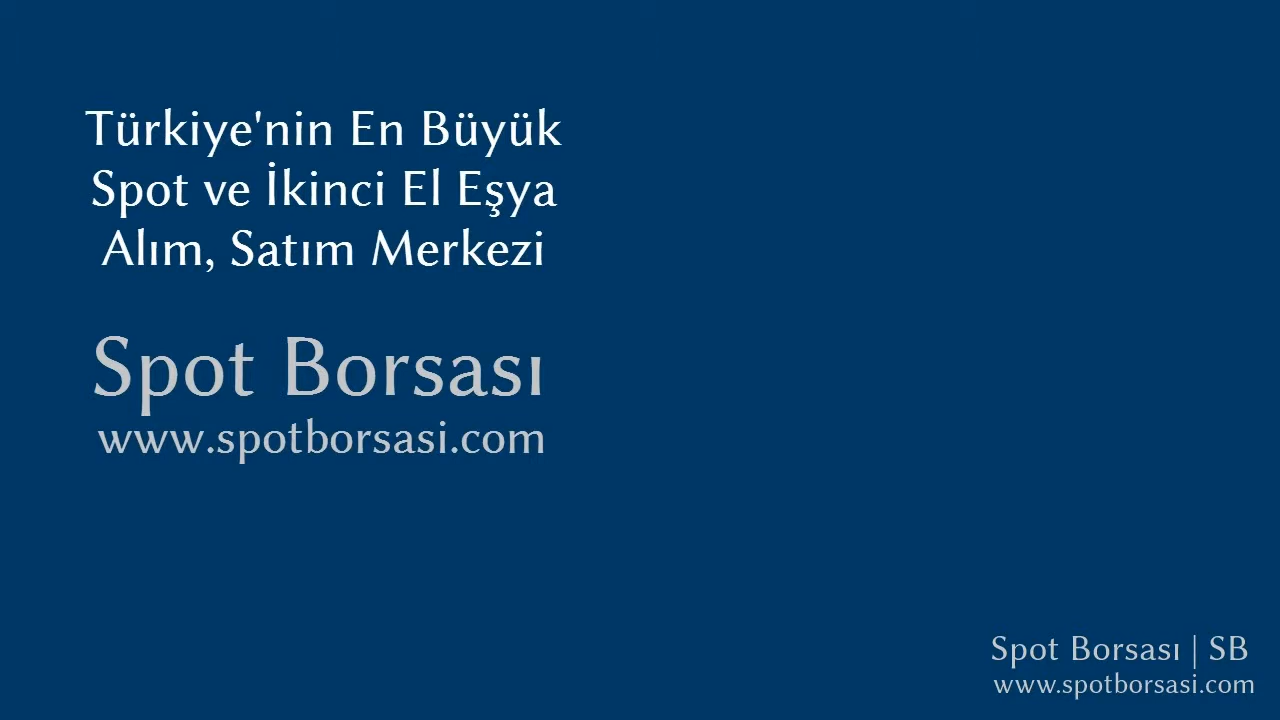 Türkiye'nin En Büyük
Spot ve İkinci El Eşya
Alım, Satım Merkezi
Spot Borsası
www.spotborsasi.com
Spot Borsası | SB
www.spotborsasi.com